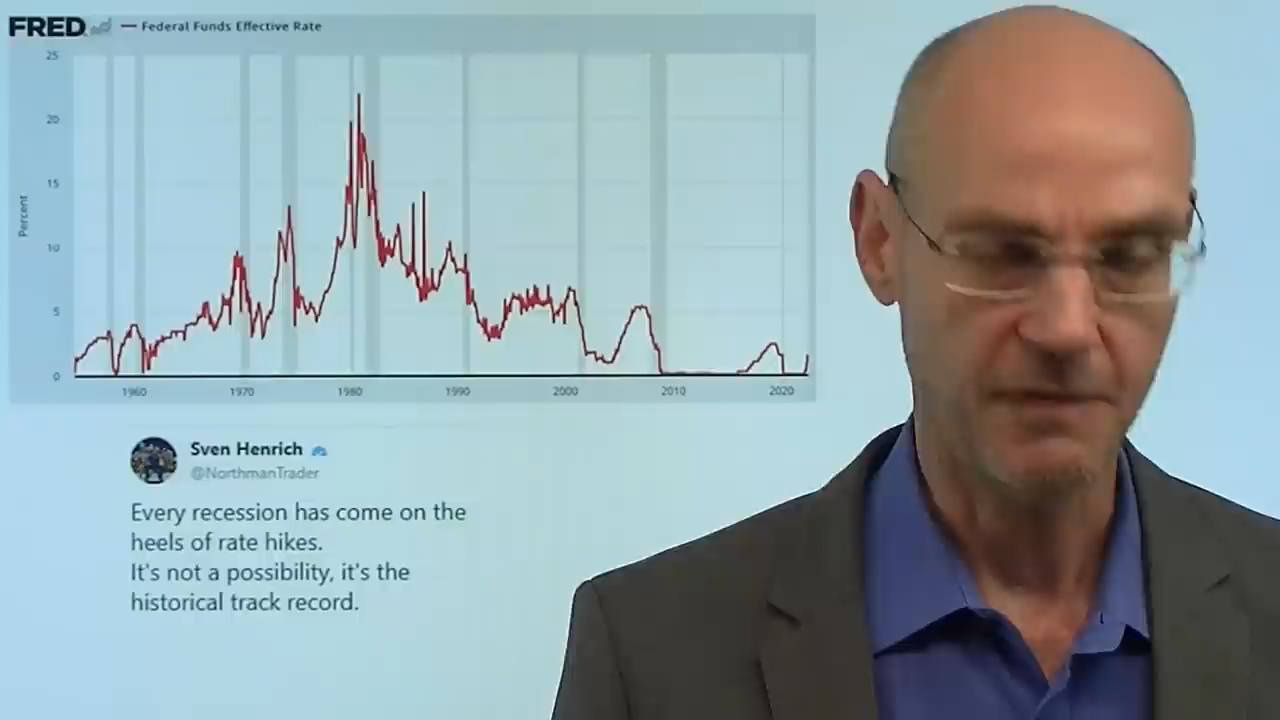 FRED — Federal Funds Effective Rate
25
20
15
10
5
0
Percent
1960 1970 1980 1990 2000 2010 2020
Sven Henrich
@NorthmanTrader
Every recession has come on the
heels of rate hikes.
It's not a possibility, it's the
historical track record.